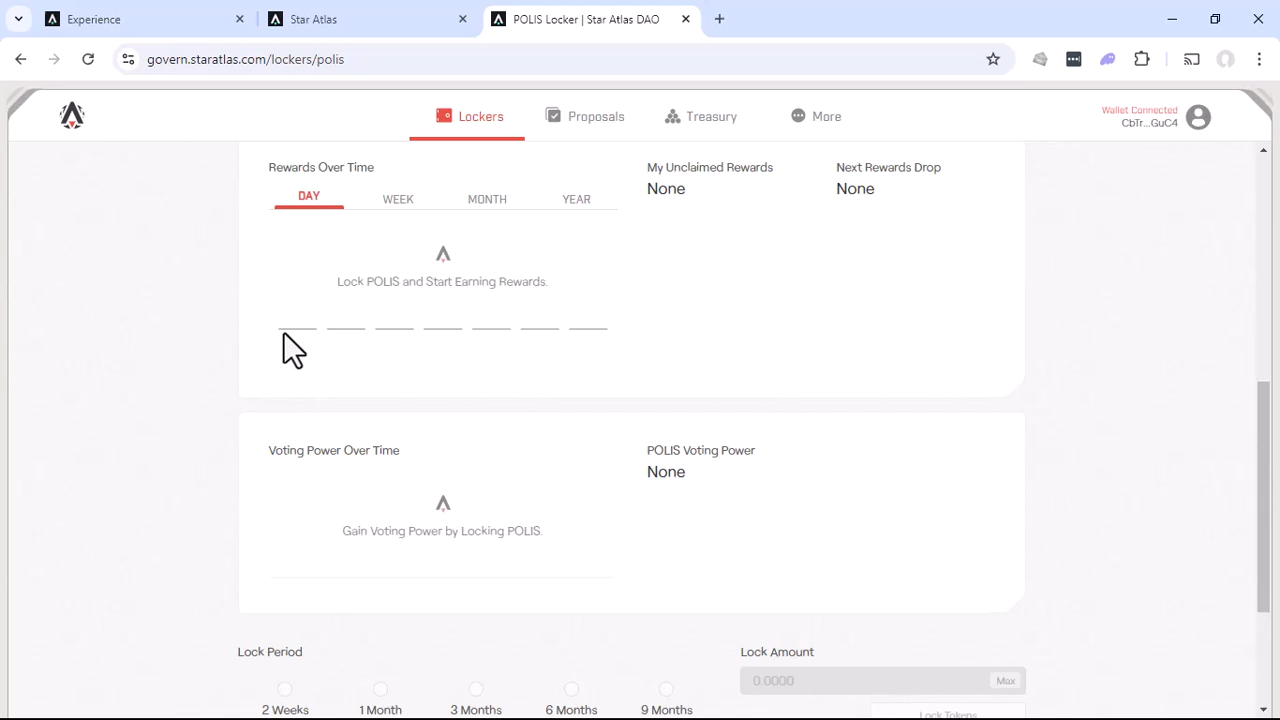 Experience
Star Atlas
POLIS Locker | Star Atlas DAO
govern.staratlas.com/lockers/polis
Lockers
Proposals
Treasury
More
Wallet Connected
CbTr...GuC4
Rewards Over Time
My Unclaimed Rewards
Next Rewards Drop
None
None
DAY
WEEK
MONTH
YEAR
Lock POLIS and Start Earning Rewards.
Voting Power Over Time
POLIS Voting Power
None
Gain Voting Power by Locking POLIS.
Lock Period
Lock Amount
0.0000
Max
2 Weeks
1 Month
3 Months
6 Months
9 Months
Lock Tokens